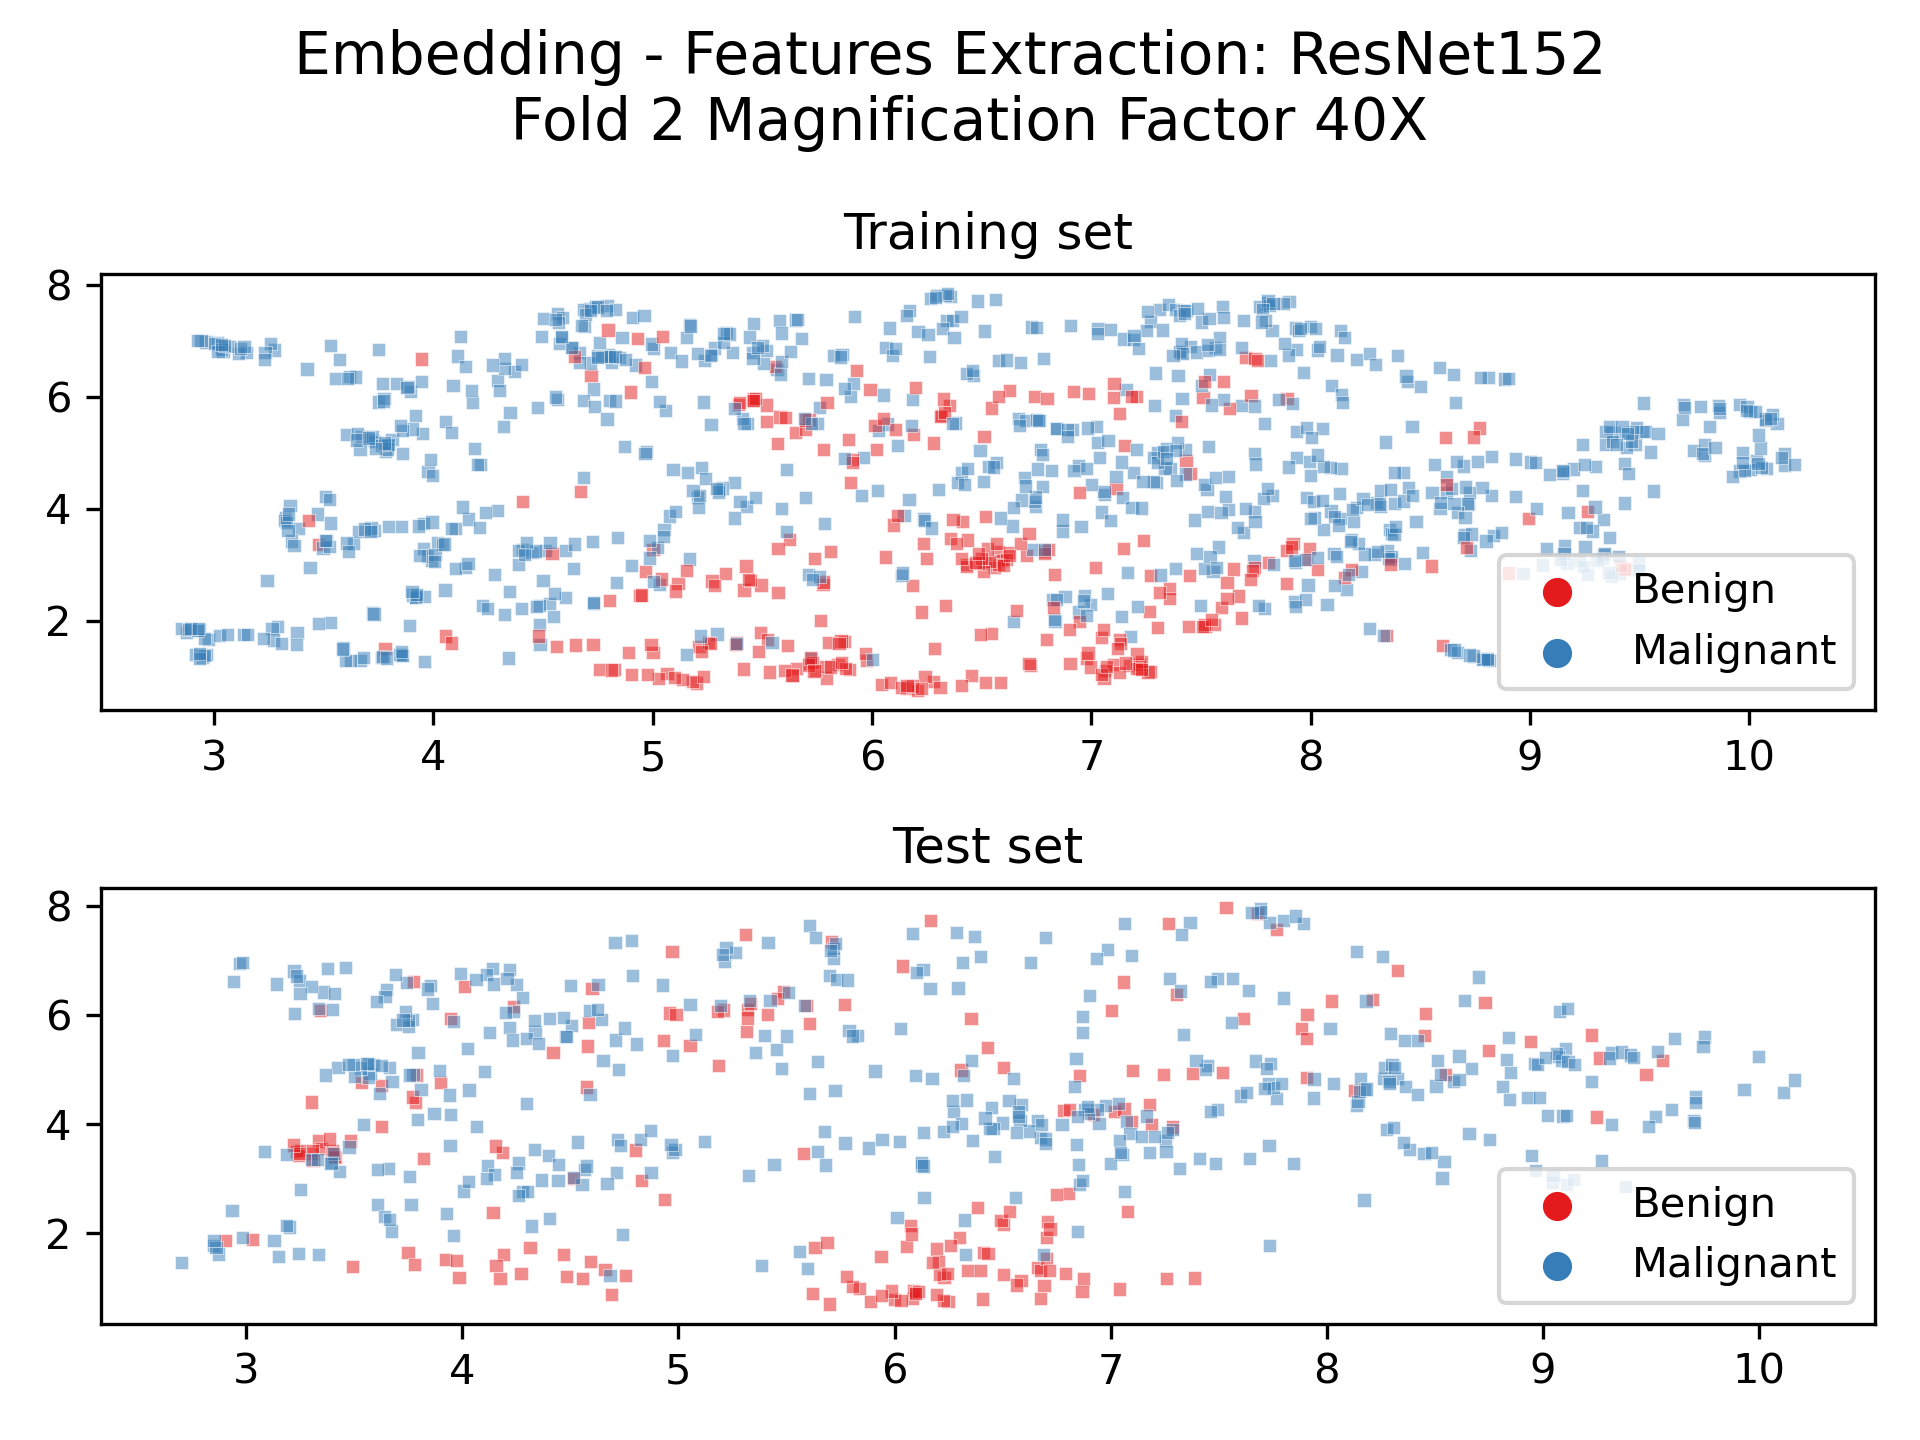 Embedding - Features Extraction: ResNet152
Fold 2 Magnification Factor 40X
Training set
8
6
4
2
3 4 5 6 7 8 9 10
Benign
Malignant
Test set
8
6
4
2
3 4 5 6 7 8 9 10
Benign
Malignant